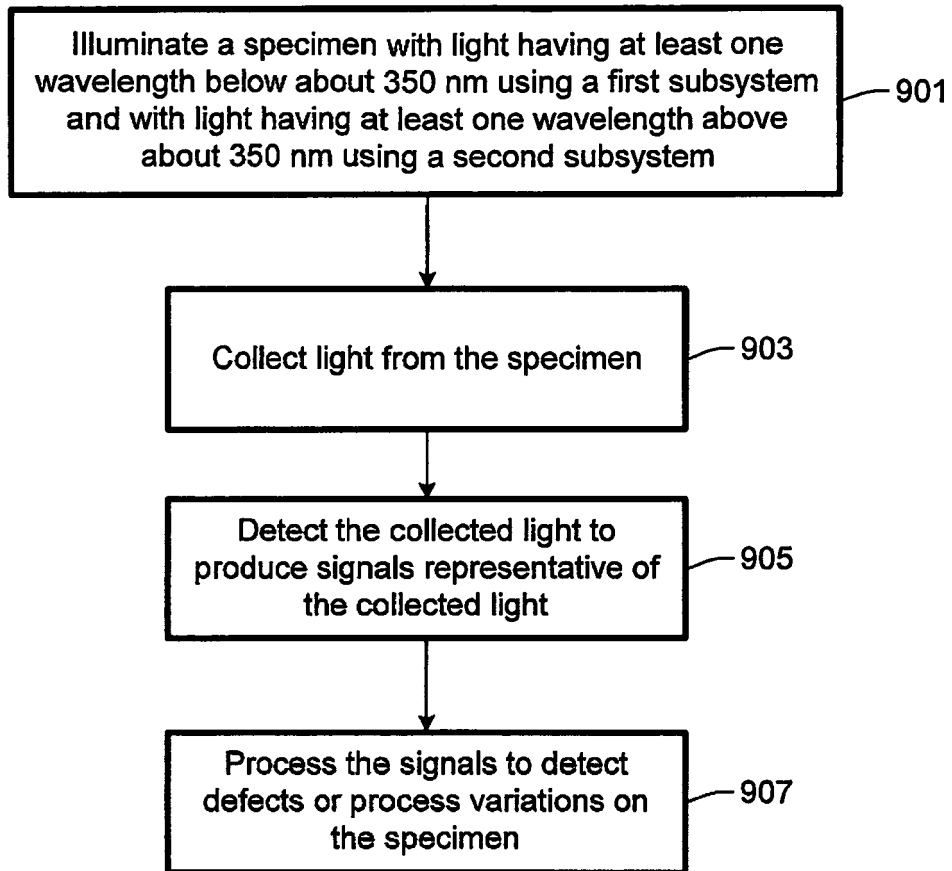 Illuminate a specimen with light having at least one
wavelength below about 350 nm using a first subsystem
and with light having at least one wavelength above
about 350 nm using a second subsystem
901
Collect light from the specimen
903
Detect the collected light to
produce signals representative of
the collected light
905
Process the signals to detect
defects or process variations on
the specimen
907